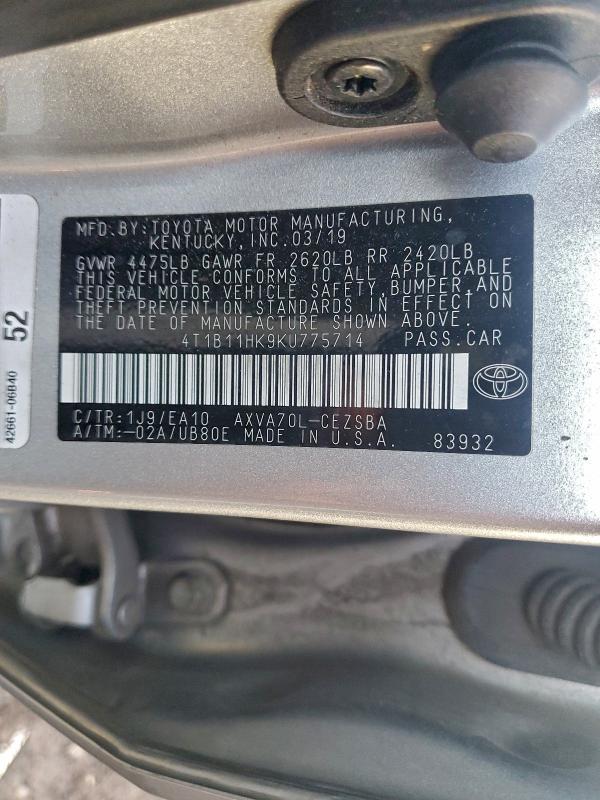 MFD.BY:TOYOTA MOTOR MANUFACTURING,
KENTUCKY, INC.03/19
GVWR 4475LB GAWR FR 2620LB RR 2420LB
THIS VEHICLE CONFORMS TO ALL APPLICABLE
FEDERAL MOTOR VEHICLE SAFETY, BUMPER, AND
THEFT PREVENTION STANDARDS IN EFFECT ON
THE DATE OF MANUFACTURE SHOWN ABOVE.
4T1B11HK9KU775714 PASS.CAR
C/TR:1J9/EA10 AXVA70L-CEZSBA
A/TM:-02A/UB80E MADE IN U.S.A. 83932
52
42661-06B40